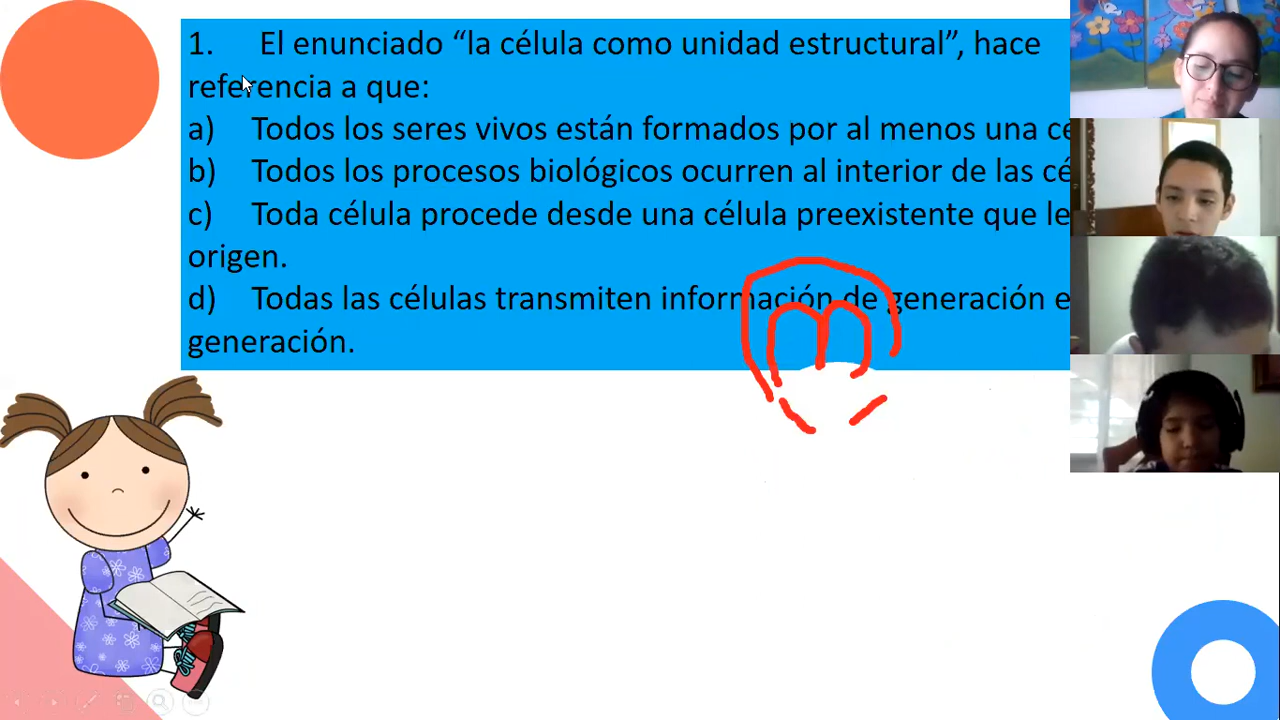 1. El enunciado “la célula como unidad estructural”, hace
referencia a que:
a) Todos los seres vivos están formados por al menos una
b) Todos los procesos biológicos ocurren al interior de las
c) Toda célula procede desde una célula preexistente que le
origen.
d) Todas las células transmiten información de generación
generación.